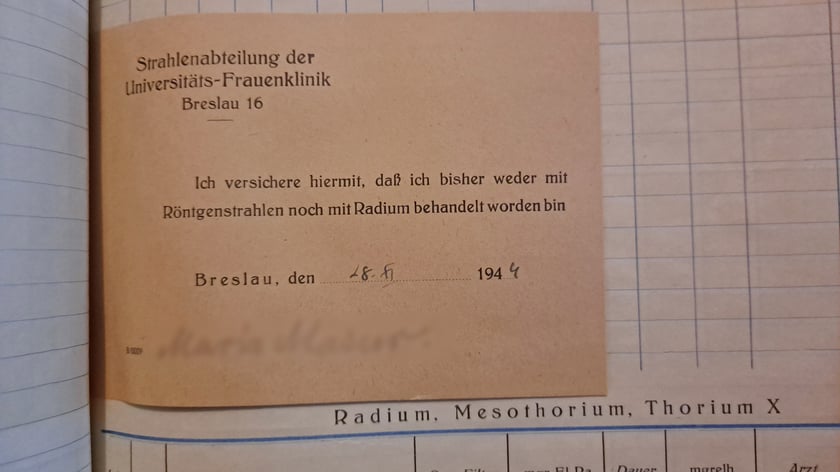 Strahlenabteilung der
Universitäts-Frauenklinik
Breslau 16
Ich versichere hiermit, daß ich bisher weder mit
Röntgenstrahlen noch mit Radium behandelt worden bin
Breslau, den 28. XI 1944
Radium, Mesothorium, Thorium X
Dauer
Arzt